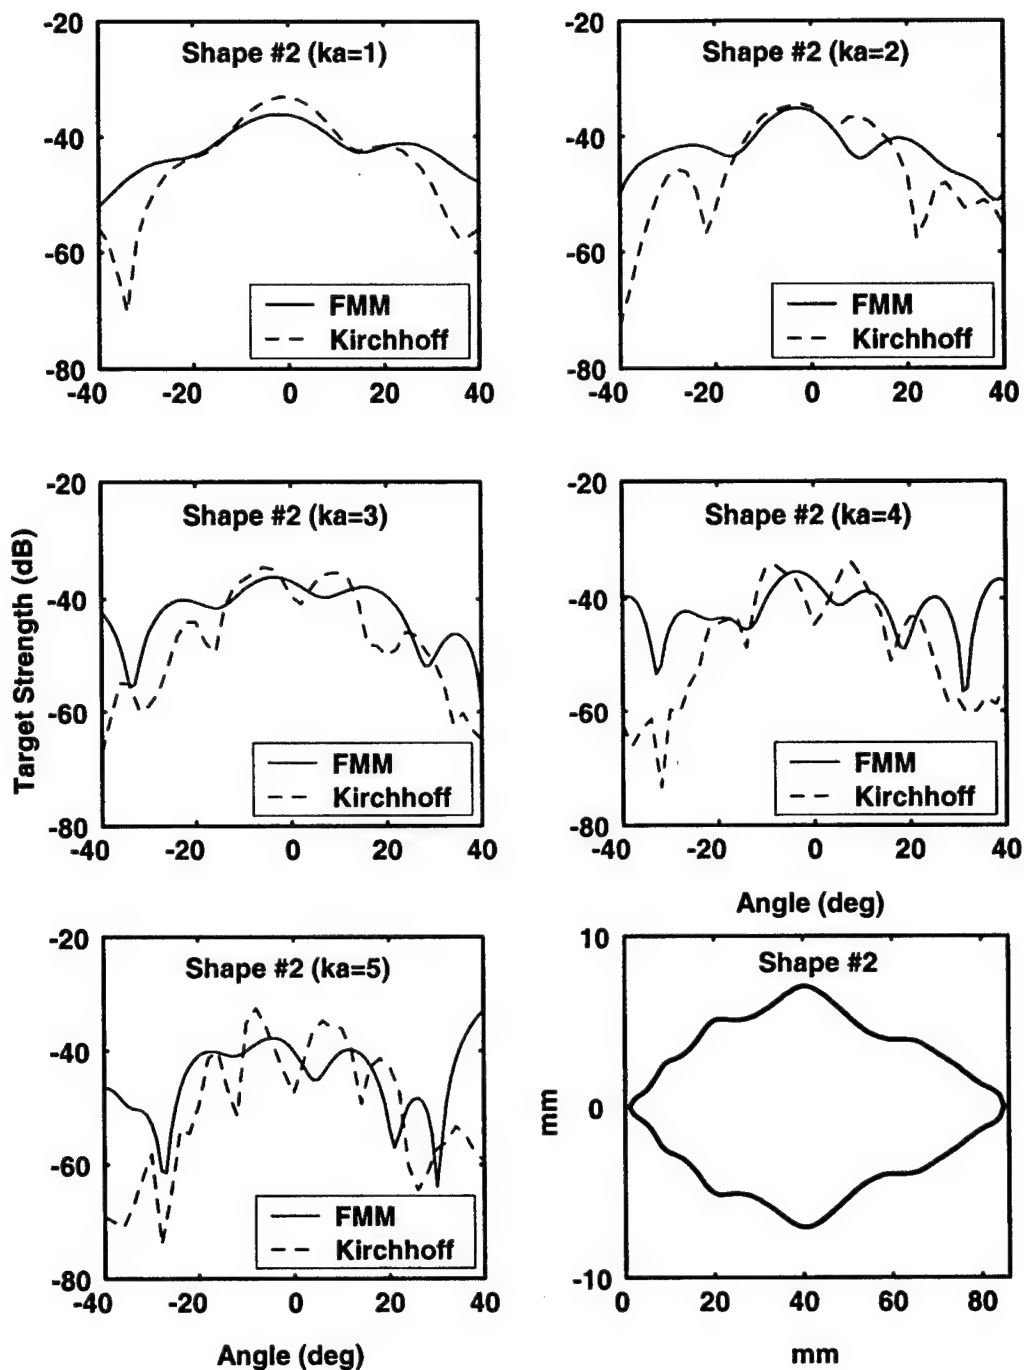 -20
-40
-60
-80
Shape #2 (ka=1)
FMM
Kirchhoff
-40 -20 0 20 40
-20
-40
-60
-80
Shape #2 (ka=2)
FMM
Kirchhoff
-40 -20 0 20 40
Target Strength (dB)
-20
-40
-60
-80
Shape #2 (ka=3)
FMM
Kirchhoff
-40 -20 0 20 40
-20
-40
-60
-80
Shape #2 (ka=4)
FMM
Kirchhoff
-40 -20 0 20 40
Angle (deg)
-20
-40
-60
-80
Shape #2 (ka=5)
FMM
Kirchhoff
-40 -20 0 20 40
Angle (deg)
10
0
-10
mm
Shape #2
0 20 40 60 80
mm